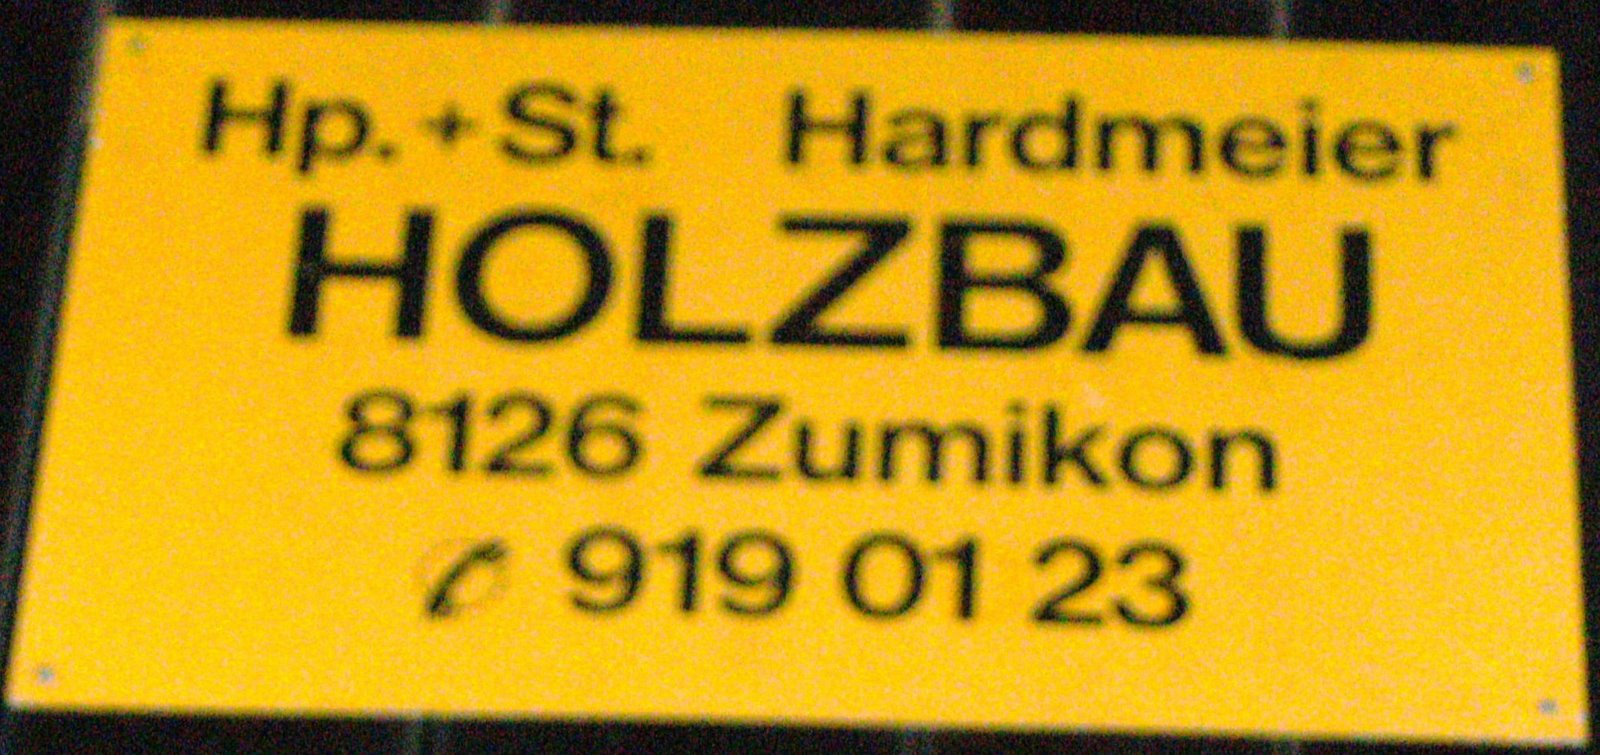 Hp. + St. Hardmeier
HOLZBAU
8126 Zumikon
✆ 919 01 23